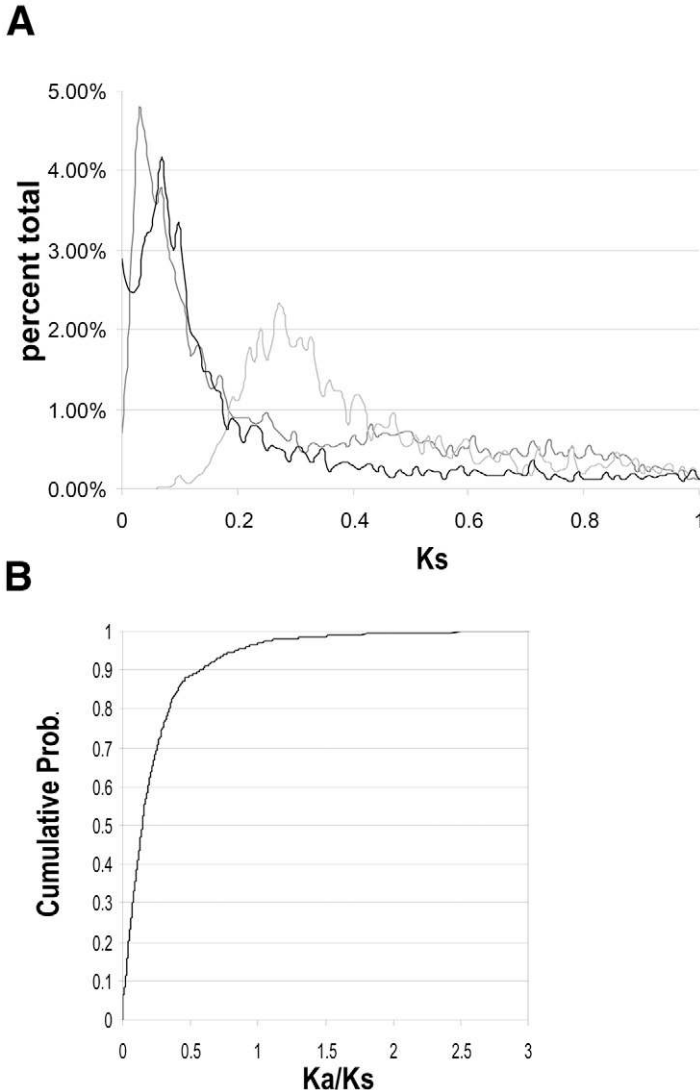 A
5.00%
4.00%
3.00%
2.00%
1.00%
0.00%
percent total
0 0.2 0.4 0.6 0.8 1
Ks
B
1
0.9
0.8
0.7
0.6
0.5
0.4
0.3
0.2
0.1
0
Cumulative Prob.
0 0.5 1 1.5 2 2.5 3
Ka/Ks